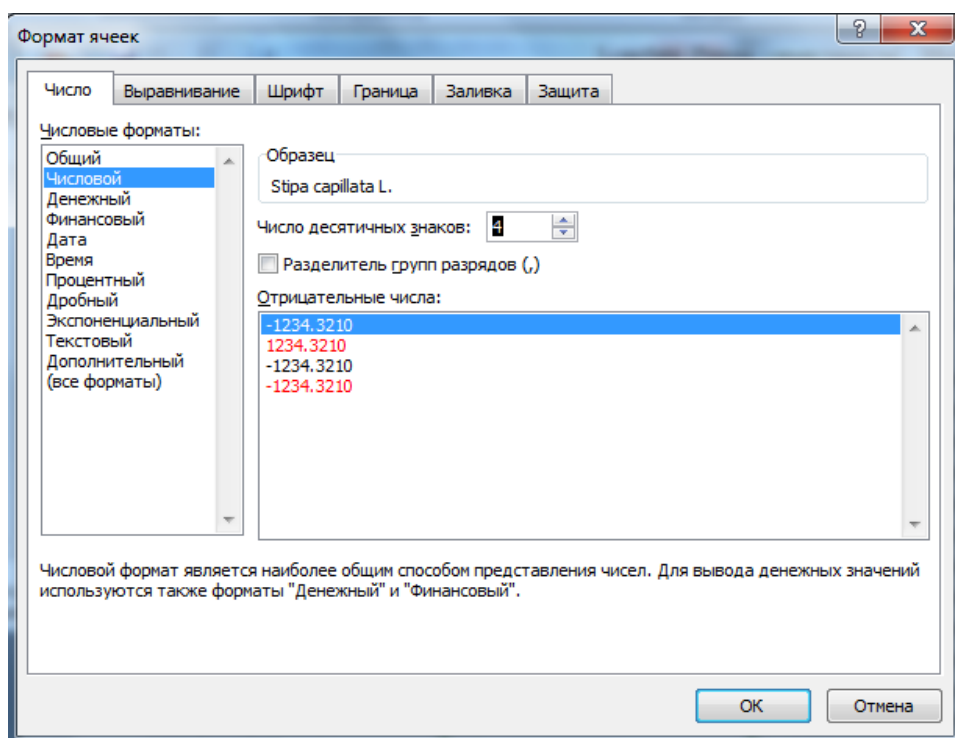 Формат ячеек
Число
Выравнивание
Шрифт
Граница
Заливка
Защита
Числовые форматы:
Общий
Числовой
Денежный
Финансовый
Дата
Время
Процентный
Дробный
Экспоненциальный
Текстовый
Дополнительный
(все форматы)
Образец
Stipa capillata L.
Число десятичных знаков: 4
Разделитель групп разрядов (,)
Отрицательные числа:
-1234.3210
1234.3210
-1234.3210
-1234.3210
Числовой формат является наиболее общим способом представления чисел. Для вывода денежных значений
используются также форматы "Денежный" и "Финансовый".
ОК
Отмена